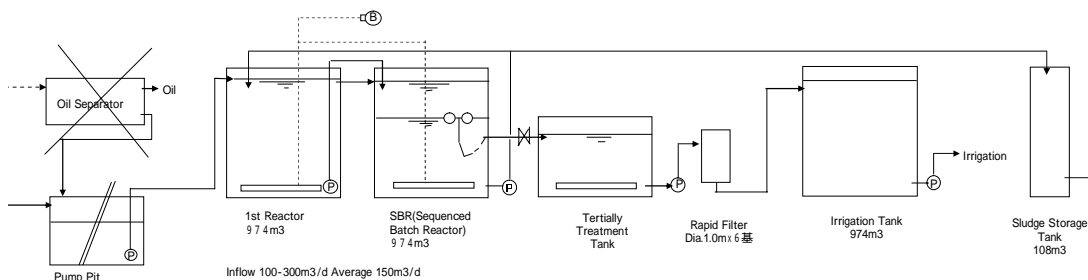 B
Oil Separator
Oil
P
P
P
P
P
Irrigation
Pump Pit
1st Reactor
974m3
SBR(Sequenced
Batch Reactor)
974m3
Tertially
Treatment
Tank
Rapid Filter
Dia.1.0mx6基
Irrigation Tank
974m3
Sludge Storage
Tank
108m3
Inflow 100-300m3/d Average 150m3/d